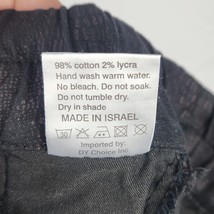 98% cotton 2% lycra
Hand wash warm water.
No bleach. Do not soak.
Do not tumble dry.
Dry in shade
MADE IN ISRAEL
30
Imported by:
DY Choice Inc.